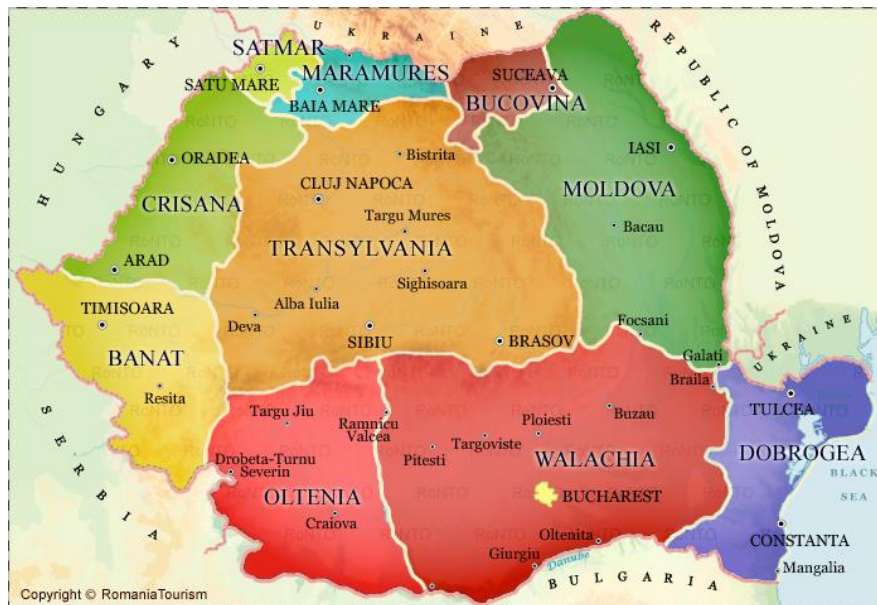 HUNGARY
UKRAINE
REPUBLIC OF MOLDOVA
SATMAR
SATU MARE
MARAMURES
BAIA MARE
SUCEAVA
BUCOVINA
ORADEA
CRISANA
ARAD
Bistrita
CLUJ NAPOCA
Targu Mures
TRANSYLVANIA
Sighisoara
Alba Iulia
Deva
SIBIU
BRASOV
IASI
MOLDOVA
Bacau
Focsani
Galati
UKRAINE
TIMISOARA
BANAT
Resita
SERBIA
Targu Jiu
Ramnicu
Valcea
Drobeta-Turnu
Severin
OLTENIA
Craiova
Braila
Buzau
Ploiesti
Targoviste
Pitesti
WALACHIA
BUCHAREST
Oltenita
Giurgiu
Danube
BULGARIA
TULCEA
DOBROGEA
BLACK
SEA
CONSTANTA
Mangalia
Copyright © RomaniaTourism